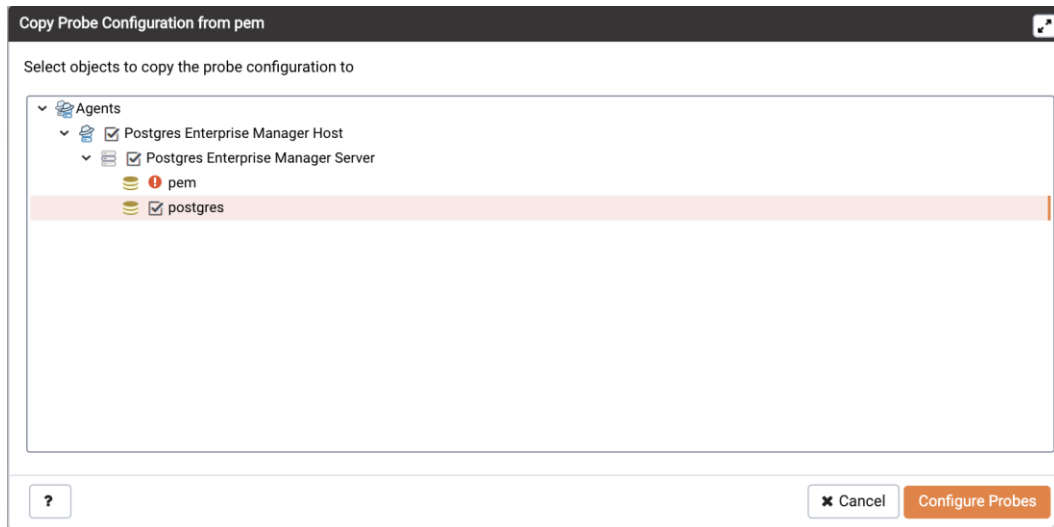 Copy Probe Configuration from pem
Select objects to copy the probe configuration to
Agents
Postgres Enterprise Manager Host
Postgres Enterprise Manager Server
pem
postgres
? Cancel Configure Probes